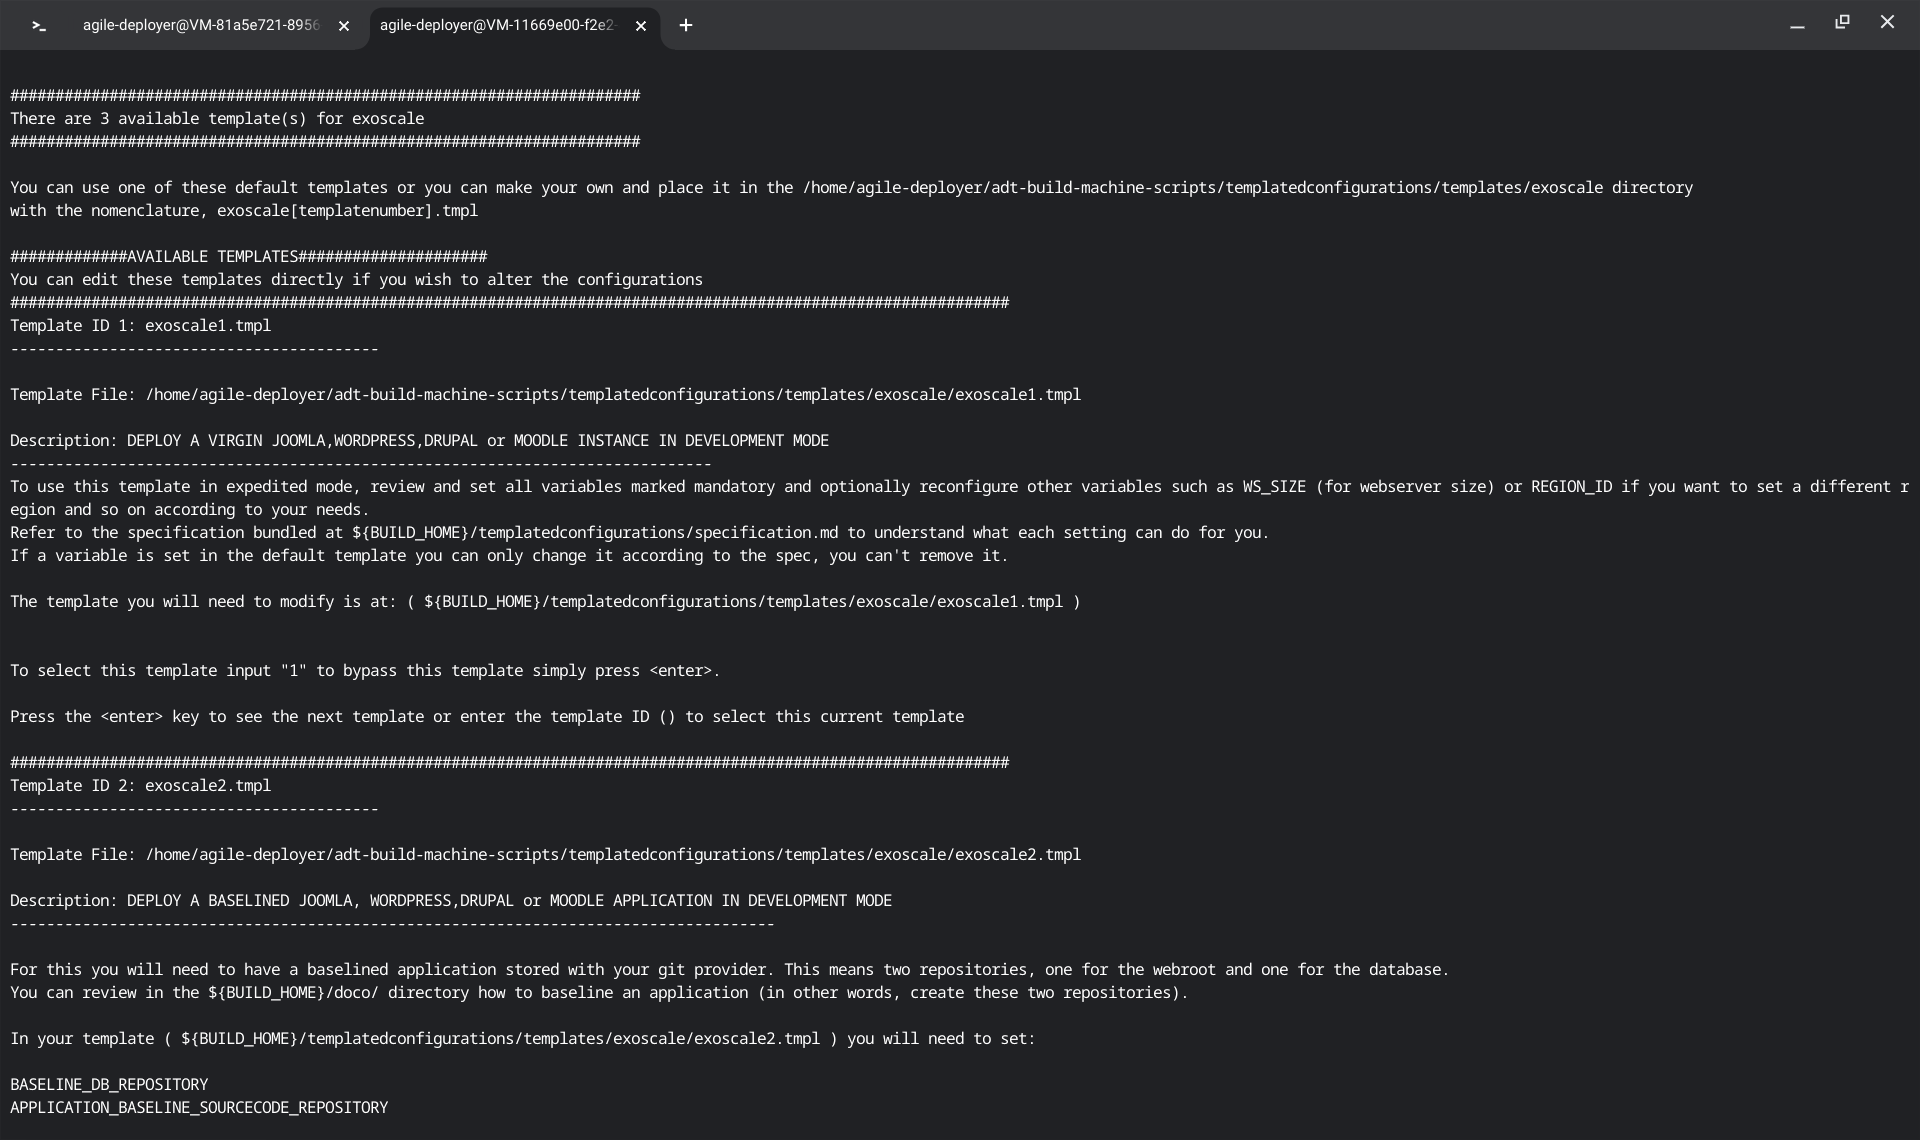 agile-deployer@VM-81a5e721-8956
agile-deployer@VM-11669e00-f2e2-
######################################################################
There are 3 available template(s) for exoscale
######################################################################
You can use one of these default templates or you can make your own and place it in the /home/agile-deployer/adt-build-machine-scripts/templatedconfigurations/templates/exoscale directory
with the nomenclature, exoscale[templatenumber].tmpl
#############AVAILABLE TEMPLATES#####################
You can edit these templates directly if you wish to alter the configurations
###############################################################################################################
Template ID 1: exoscale1.tmpl
-----------------------------------------
Template File: /home/agile-deployer/adt-build-machine-scripts/templatedconfigurations/templates/exoscale/exoscale1.tmpl
Description: DEPLOY A VIRGIN JOOMLA,WORDPRESS,DRUPAL or MOODLE INSTANCE IN DEVELOPMENT MODE
------------------------------------------------------------------------------
To use this template in expedited mode, review and set all variables marked mandatory and optionally reconfigure other variables such as WS_SIZE (for webserver size) or REGION_ID if you want to set a different r
egion and so on according to your needs.
Refer to the specification bundled at ${BUILD_HOME}/templatedconfigurations/specification.md to understand what each setting can do for you.
If a variable is set in the default template you can only change it according to the spec, you can't remove it.
The template you will need to modify is at: ( ${BUILD_HOME}/templatedconfigurations/templates/exoscale/exoscale1.tmpl )
To select this template input "1" to bypass this template simply press <enter>.
Press the <enter> key to see the next template or enter the template ID () to select this current template
###############################################################################################################
Template ID 2: exoscale2.tmpl
-----------------------------------------
Template File: /home/agile-deployer/adt-build-machine-scripts/templatedconfigurations/templates/exoscale/exoscale2.tmpl
Description: DEPLOY A BASELINED JOOMLA, WORDPRESS,DRUPAL or MOODLE APPLICATION IN DEVELOPMENT MODE
-------------------------------------------------------------------------------------
For this you will need to have a baselined application stored with your git provider. This means two repositories, one for the webroot and one for the database.
You can review in the ${BUILD_HOME}/doco/ directory how to baseline an application (in other words, create these two repositories).
In your template ( ${BUILD_HOME}/templatedconfigurations/templates/exoscale/exoscale2.tmpl ) you will need to set:
BASELINE_DB_REPOSITORY
APPLICATION_BASELINE_SOURCECODE_REPOSITORY